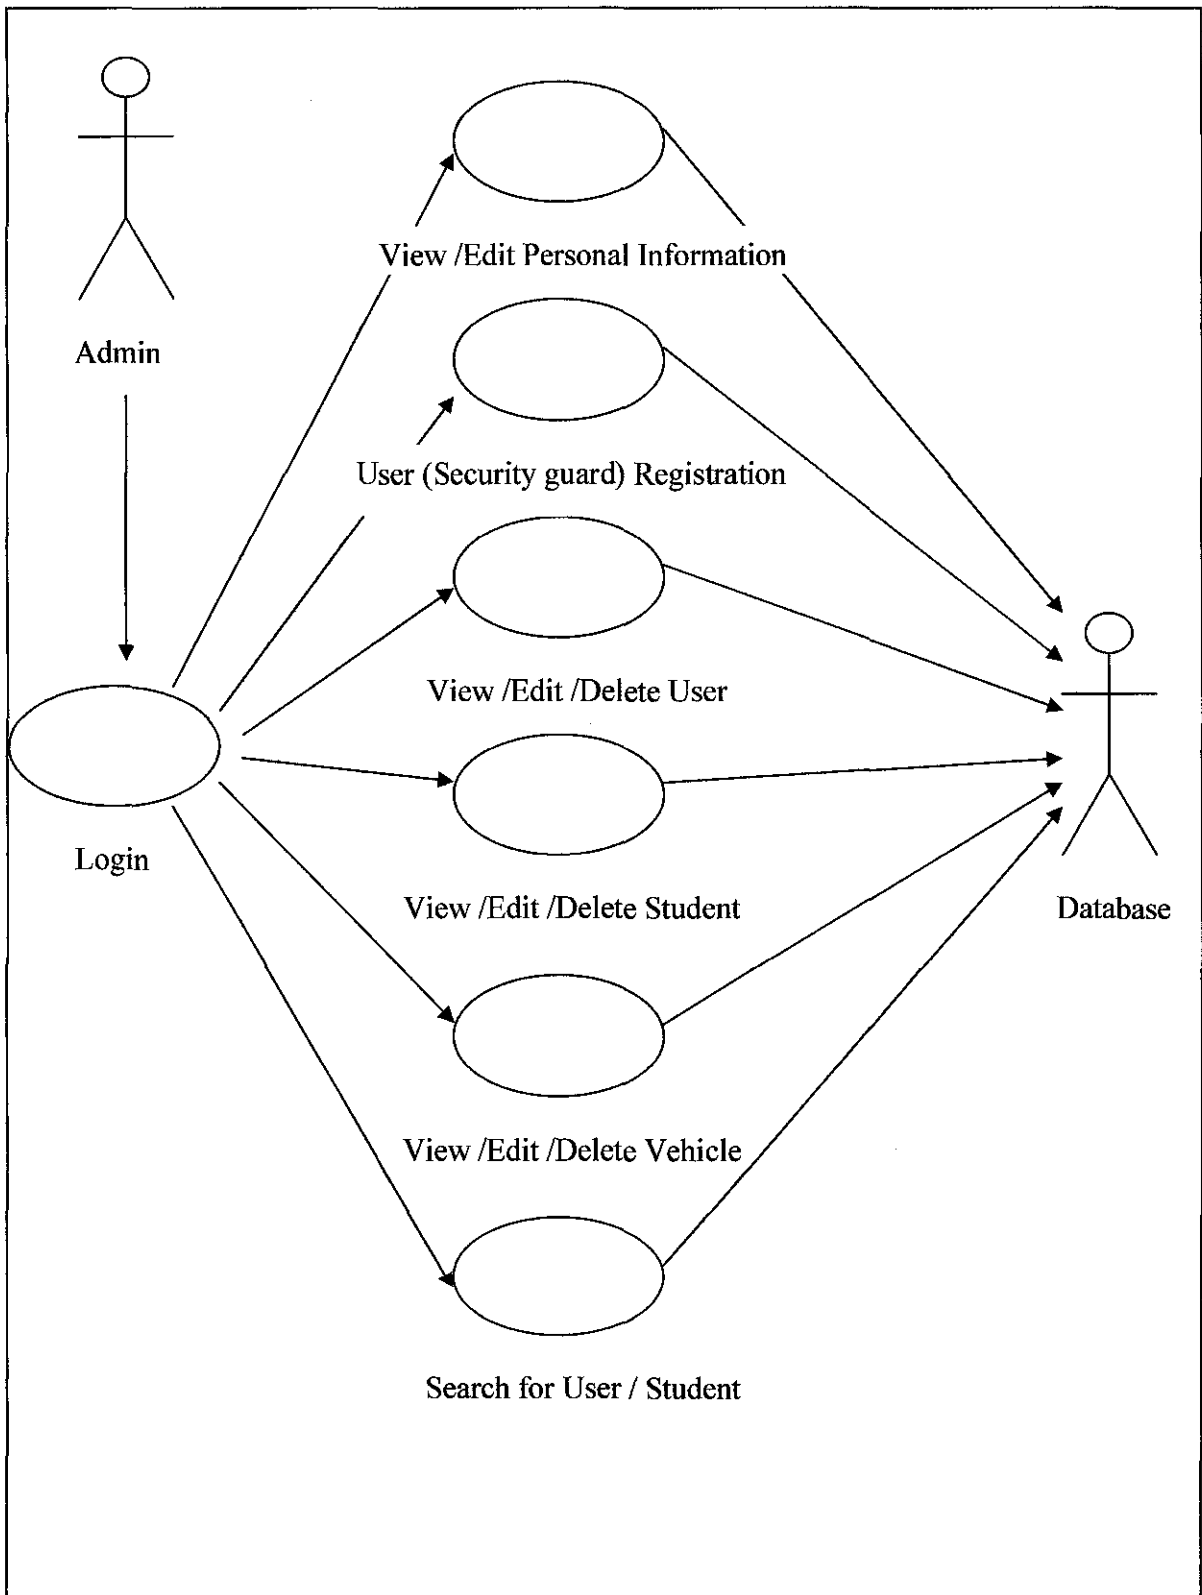 View /Edit Personal Information
Admin
User (Security guard) Registration
View /Edit /Delete User
Login
View /Edit /Delete Student
Database
View /Edit /Delete Vehicle
Search for User / Student